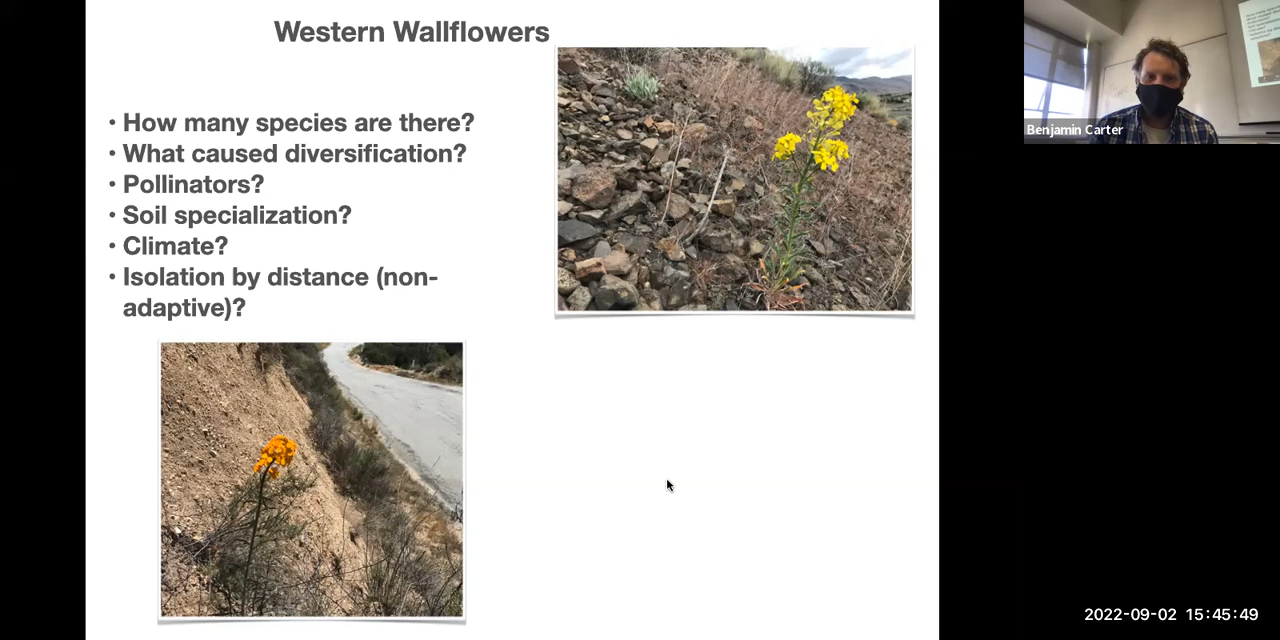 Western Wallflowers
• How many species are there?
• What caused diversification?
• Pollinators?
• Soil specialization?
• Climate?
• Isolation by distance (non-
adaptive)?
Benjamin Carter
2022-09-02 15:45:49